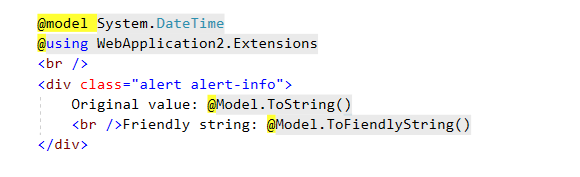 @model System.DateTime
@using WebApplication2.Extensions
<br />
<div class="alert alert-info">
Original value: @Model.ToString()
<br />Friendly string: @Model.ToFiendlyString()
</div>